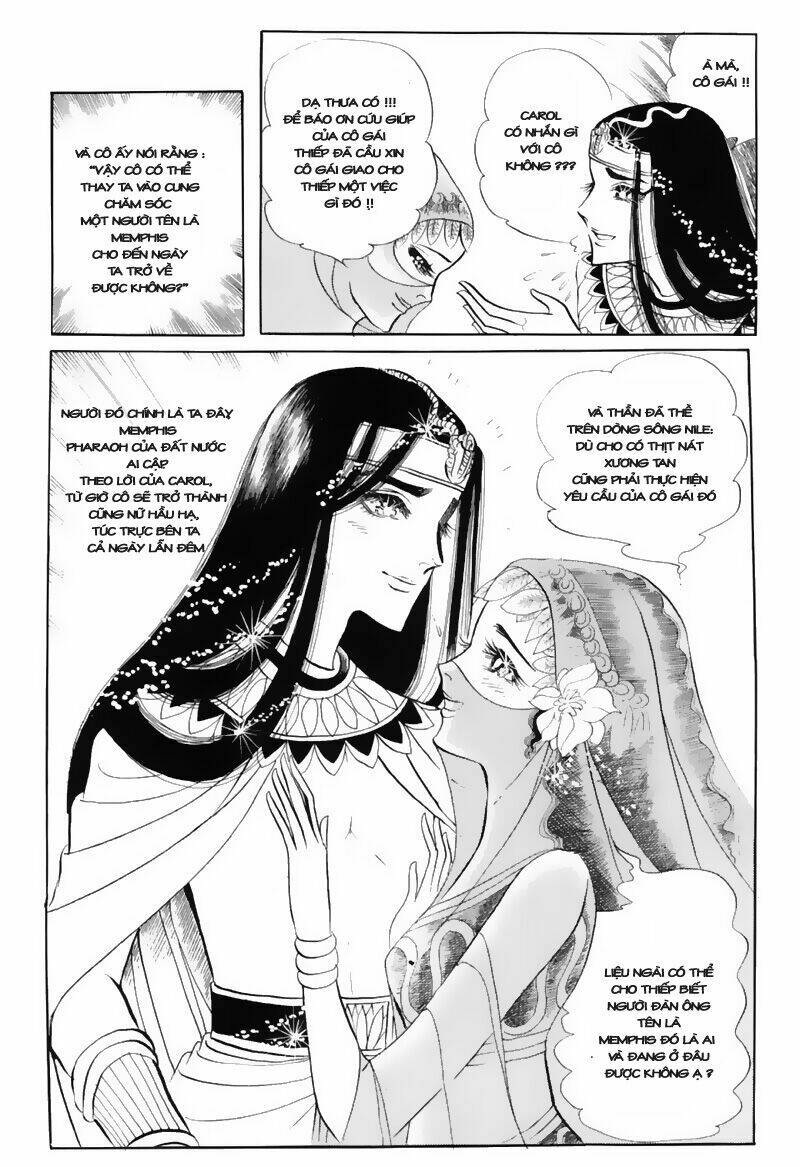 À MÀ,
CÔ GÁI !!
CAROL
CÓ NHẮN GÌ
VỚI CÔ
KHÔNG ???
DẠ THƯA CÓ !!!
ĐỂ BÁO ƠN CỨU GIÚP
CỦA CÔ GÁI
THIẾP ĐÃ CẦU XIN
CÔ GÁI GIAO CHO
THIẾP MỘT VIỆC
GÌ ĐÓ !!
VÀ CÔ ẤY NÓI RẰNG :
"VẬY CÔ CÓ THỂ
THAY TA VÀO CUNG
CHĂM SÓC
MỘT NGƯỜI TÊN LÀ
MEMPHIS
CHO ĐẾN NGÀY
TA TRỞ VỀ
ĐƯỢC KHÔNG?"
VÀ THẦN ĐÃ THỀ
TRÊN DÒNG SÔNG NILE:
DÙ CHO CÓ THỊT NÁT
XƯƠNG TAN
CŨNG PHẢI THỰC HIỆN
YÊU CẦU CỦA CÔ GÁI ĐÓ
NGƯỜI ĐÓ CHÍNH LÀ TA ĐÂY,
MEMPHIS
PHARAOH CỦA ĐẤT NƯỚC
AI CẬP
THEO LỜI CỦA CAROL,
TỪ GIỜ CÔ SẼ TRỞ THÀNH
CŨNG NỮ HẦU HẠ,
TÚC TRỰC BÊN TA
CẢ NGÀY LẪN ĐÊM
LIỆU NGÀI CÓ THỂ
CHO THIẾP BIẾT
NGƯỜI ĐÀN ÔNG
TÊN LÀ
MEMPHIS ĐÓ LÀ AI
VÀ ĐANG Ở ĐÂU
ĐƯỢC KHÔNG Ạ ?